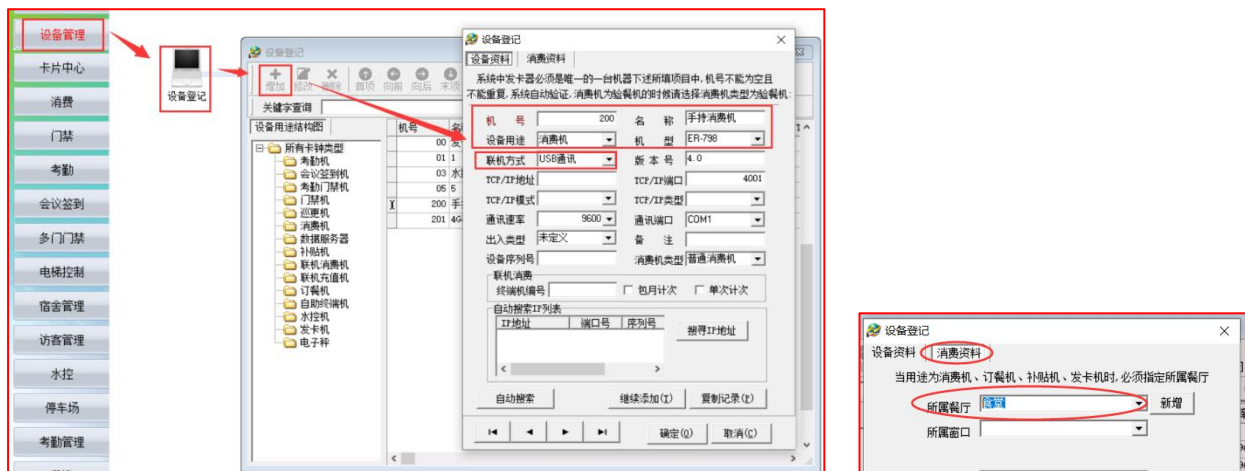 设备管理
卡片中心
消费
门禁
考勤
会议签到
多门门禁
电梯控制
宿舍管理
访客管理
水控
停车场
考勤管理
设备登记
设备登记
增加 修改 删除 首项 向前 向后 末项
关键字查询
设备用途结构图
所有卡钟类型
考勤机
会议签到机
考勤门禁机
门禁机
巡更机
消费机
数据服务器
补贴机
联机消费机
联机充值机
订餐机
自助终端机
水控机
发卡机
电子秤
机号 名
00 发
01 1
03 水
05 5
200 手
201 4G
设备登记
设备资料 消费资料
系统中发卡器必须是唯一的一台机器下述所填项目中, 机号不能为空且
不能重复, 系统自动验证, 消费机为验餐机的时候请选择消费机类型为验餐机:
机 号 200 名 称 手持消费机
设备用途 消费机 机 型 ER-798
联机方式 USB通讯 版 本 号 4.0
TCP/IP地址 TCP/IP端口 4001
TCP/IP模式 TCP/IP类型
通讯速率 9600 通讯端口 COM1
出入类型 未定义 备 注
设备序列号 消费机类型 普通消费机
联机消费
终端机编号 包月计次 单次计次
自动搜索IP列表
IP地址 端口号 序列号 搜寻IP地址
自动搜索 继续添加(I) 复制记录(P)
确定(O) 取消(C)
设备登记
设备资料 消费资料
当用途为消费机、订餐机、补贴机、发卡机时, 必须指定所属餐厅
所属餐厅 食堂 新增
所属窗口